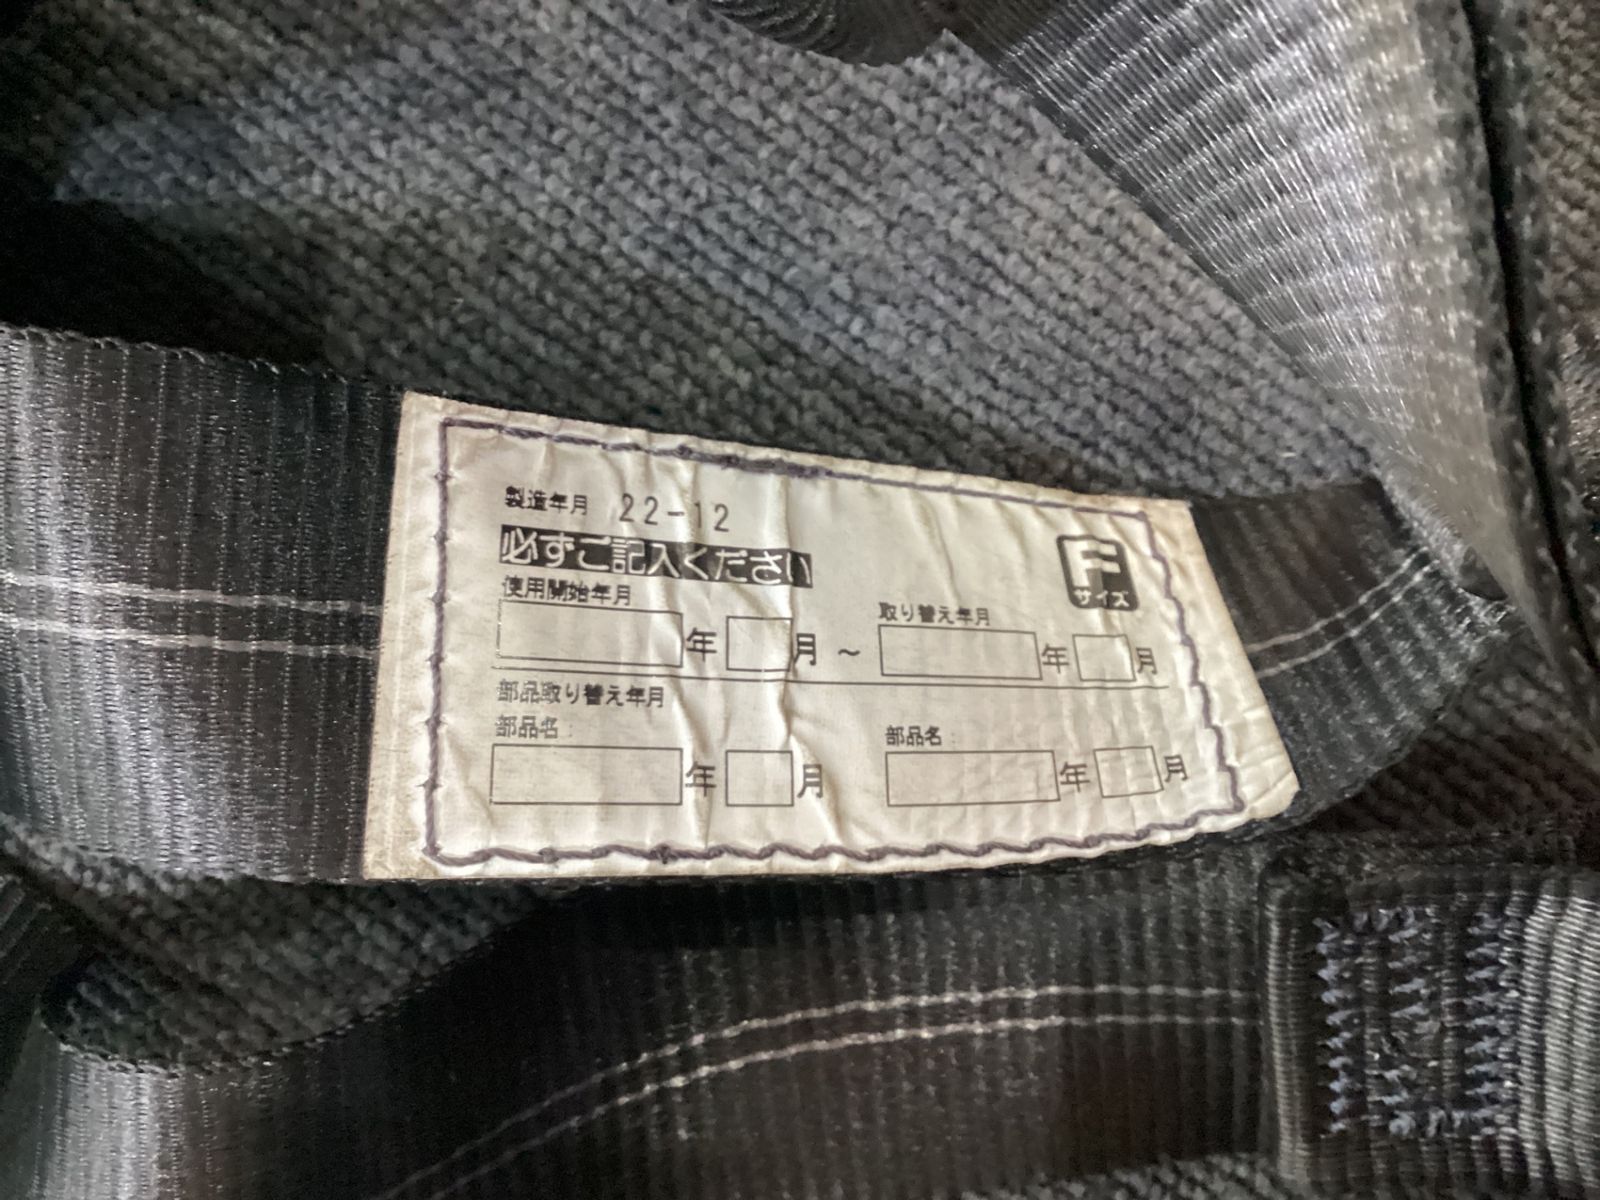 製造年月 22-12
必ずご記入ください
F
サイズ
使用開始年月
取り替え年月
年 月 ～ 年 月
部品取り替え年月
部品名: 部品名:
年 月 年 月